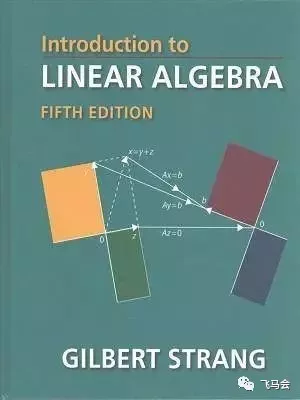 Introduction to
LINEAR ALGEBRA
FIFTH EDITION
x=y+z
y
Ax=b
b
Ay=b
0
z
Az=0
0
GILBERT STRANG
飞马会